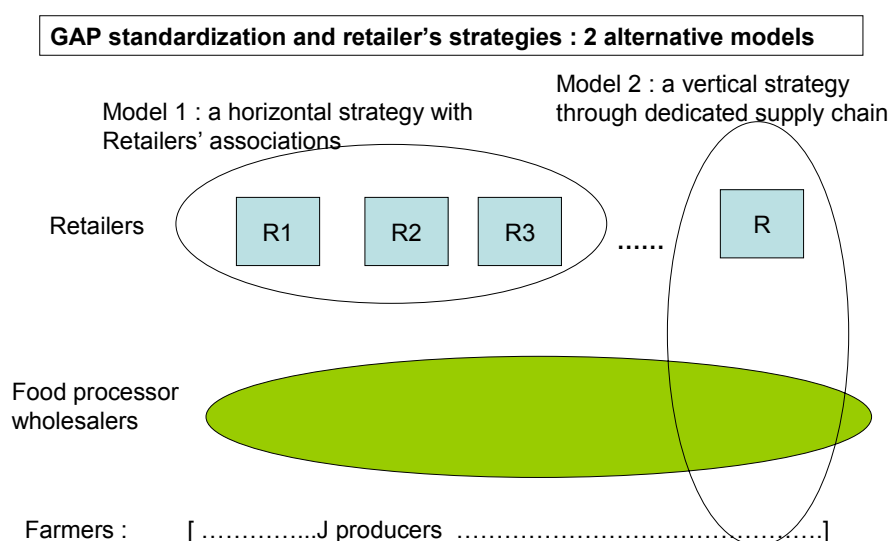 GAP standardization and retailer's strategies : 2 alternative models
Model 2 : a vertical strategy
through dedicated supply chain
Model 1 : a horizontal strategy with
Retailers' associations
Retailers
R1
R2
R3
......
R
Food processor
wholesalers
Farmers : [ …………...J producers …………………………………….]